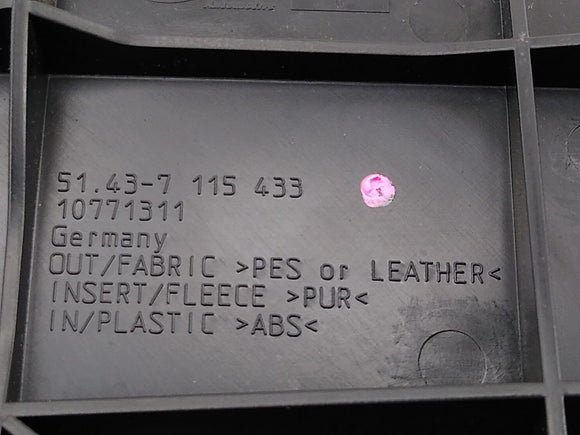 51.43-7 115 433
10771311
Germany
OUT/FABRIC >PES or LEATHER<
INSERT/FLEECE >PUR<
IN/PLASTIC >ABS<